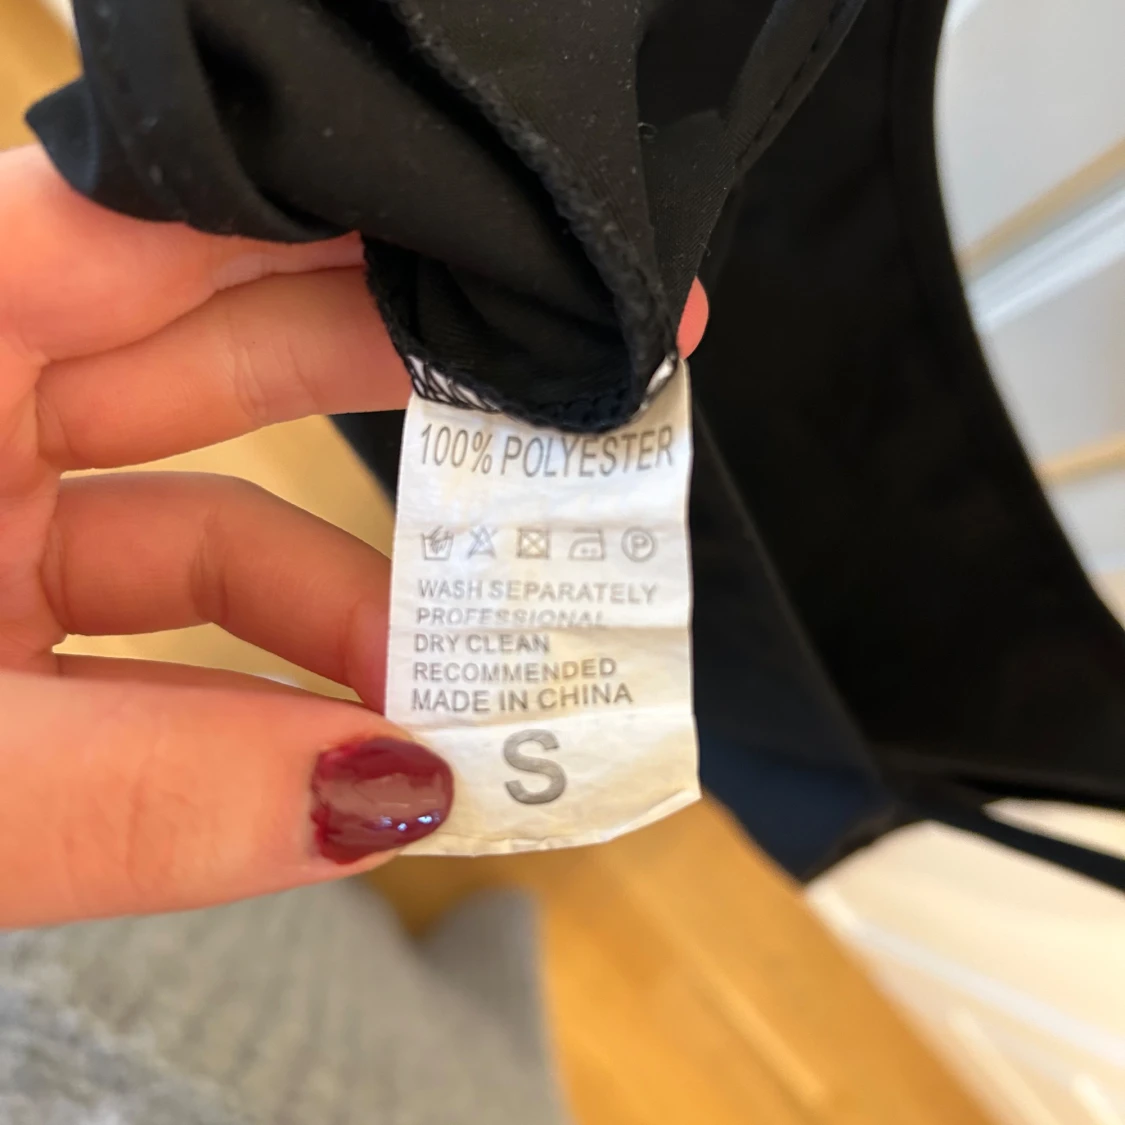 100% POLYESTER
P
WASH SEPARATELY
PROFESSIONAL
DRY CLEAN
RECOMMENDED
MADE IN CHINA
S